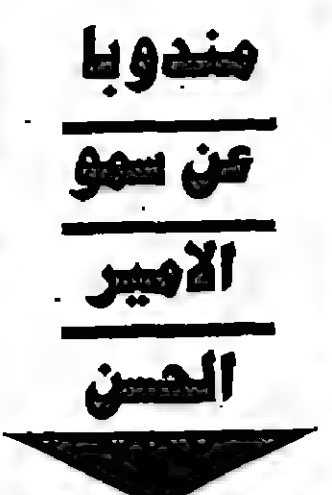 مندوبا
عن سمو
الامير
الحسن